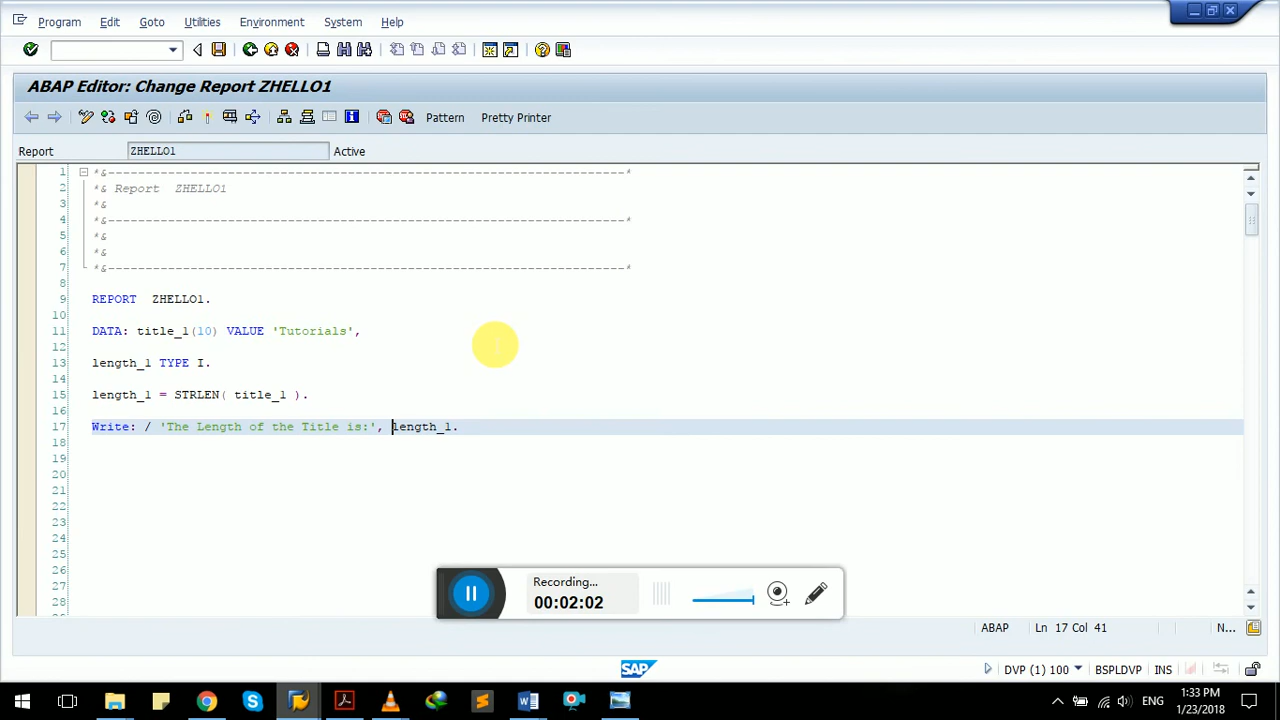 Program Edit Goto Utilities Environment System Help
ABAP Editor: Change Report ZHELLO1
Pattern Pretty Printer
Report ZHELLO1 Active
1 *&---------------------------------------------------------------------*
2 *& Report  ZHELLO1
3 *&
4 *&---------------------------------------------------------------------*
5 *&
6 *&
7 *&---------------------------------------------------------------------*
8
9 REPORT  ZHELLO1.
10
11 DATA: title_1(10) VALUE 'Tutorials',
12
13 length_1 TYPE I.
14
15 length_1 = STRLEN( title_1 ).
16
17 Write: / 'The Length of the Title is:', length_1.
18
19
20
21
22
23
24
25
26
27
28
Recording...
00:02:02
ABAP Ln 17 Col 41 N...
SAP
DVP (1) 100 BSPLDVP INS
ENG 1:33 PM
1/23/2018